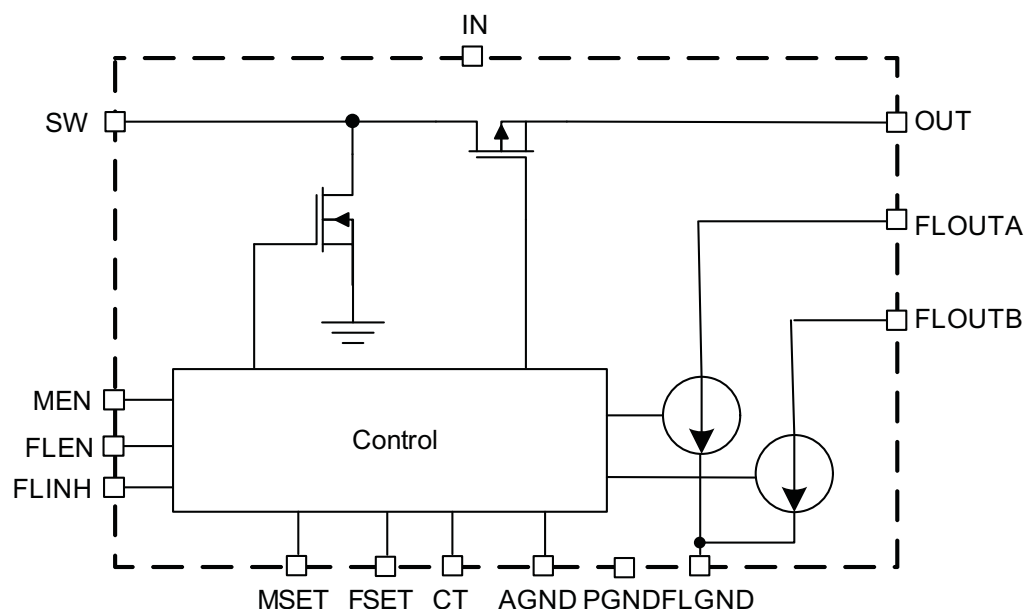 IN
SW
OUT
FLOUTA
FLOUTB
MEN
FLEN
FLINH
Control
MSET FSET CT AGND PGNDFLGND